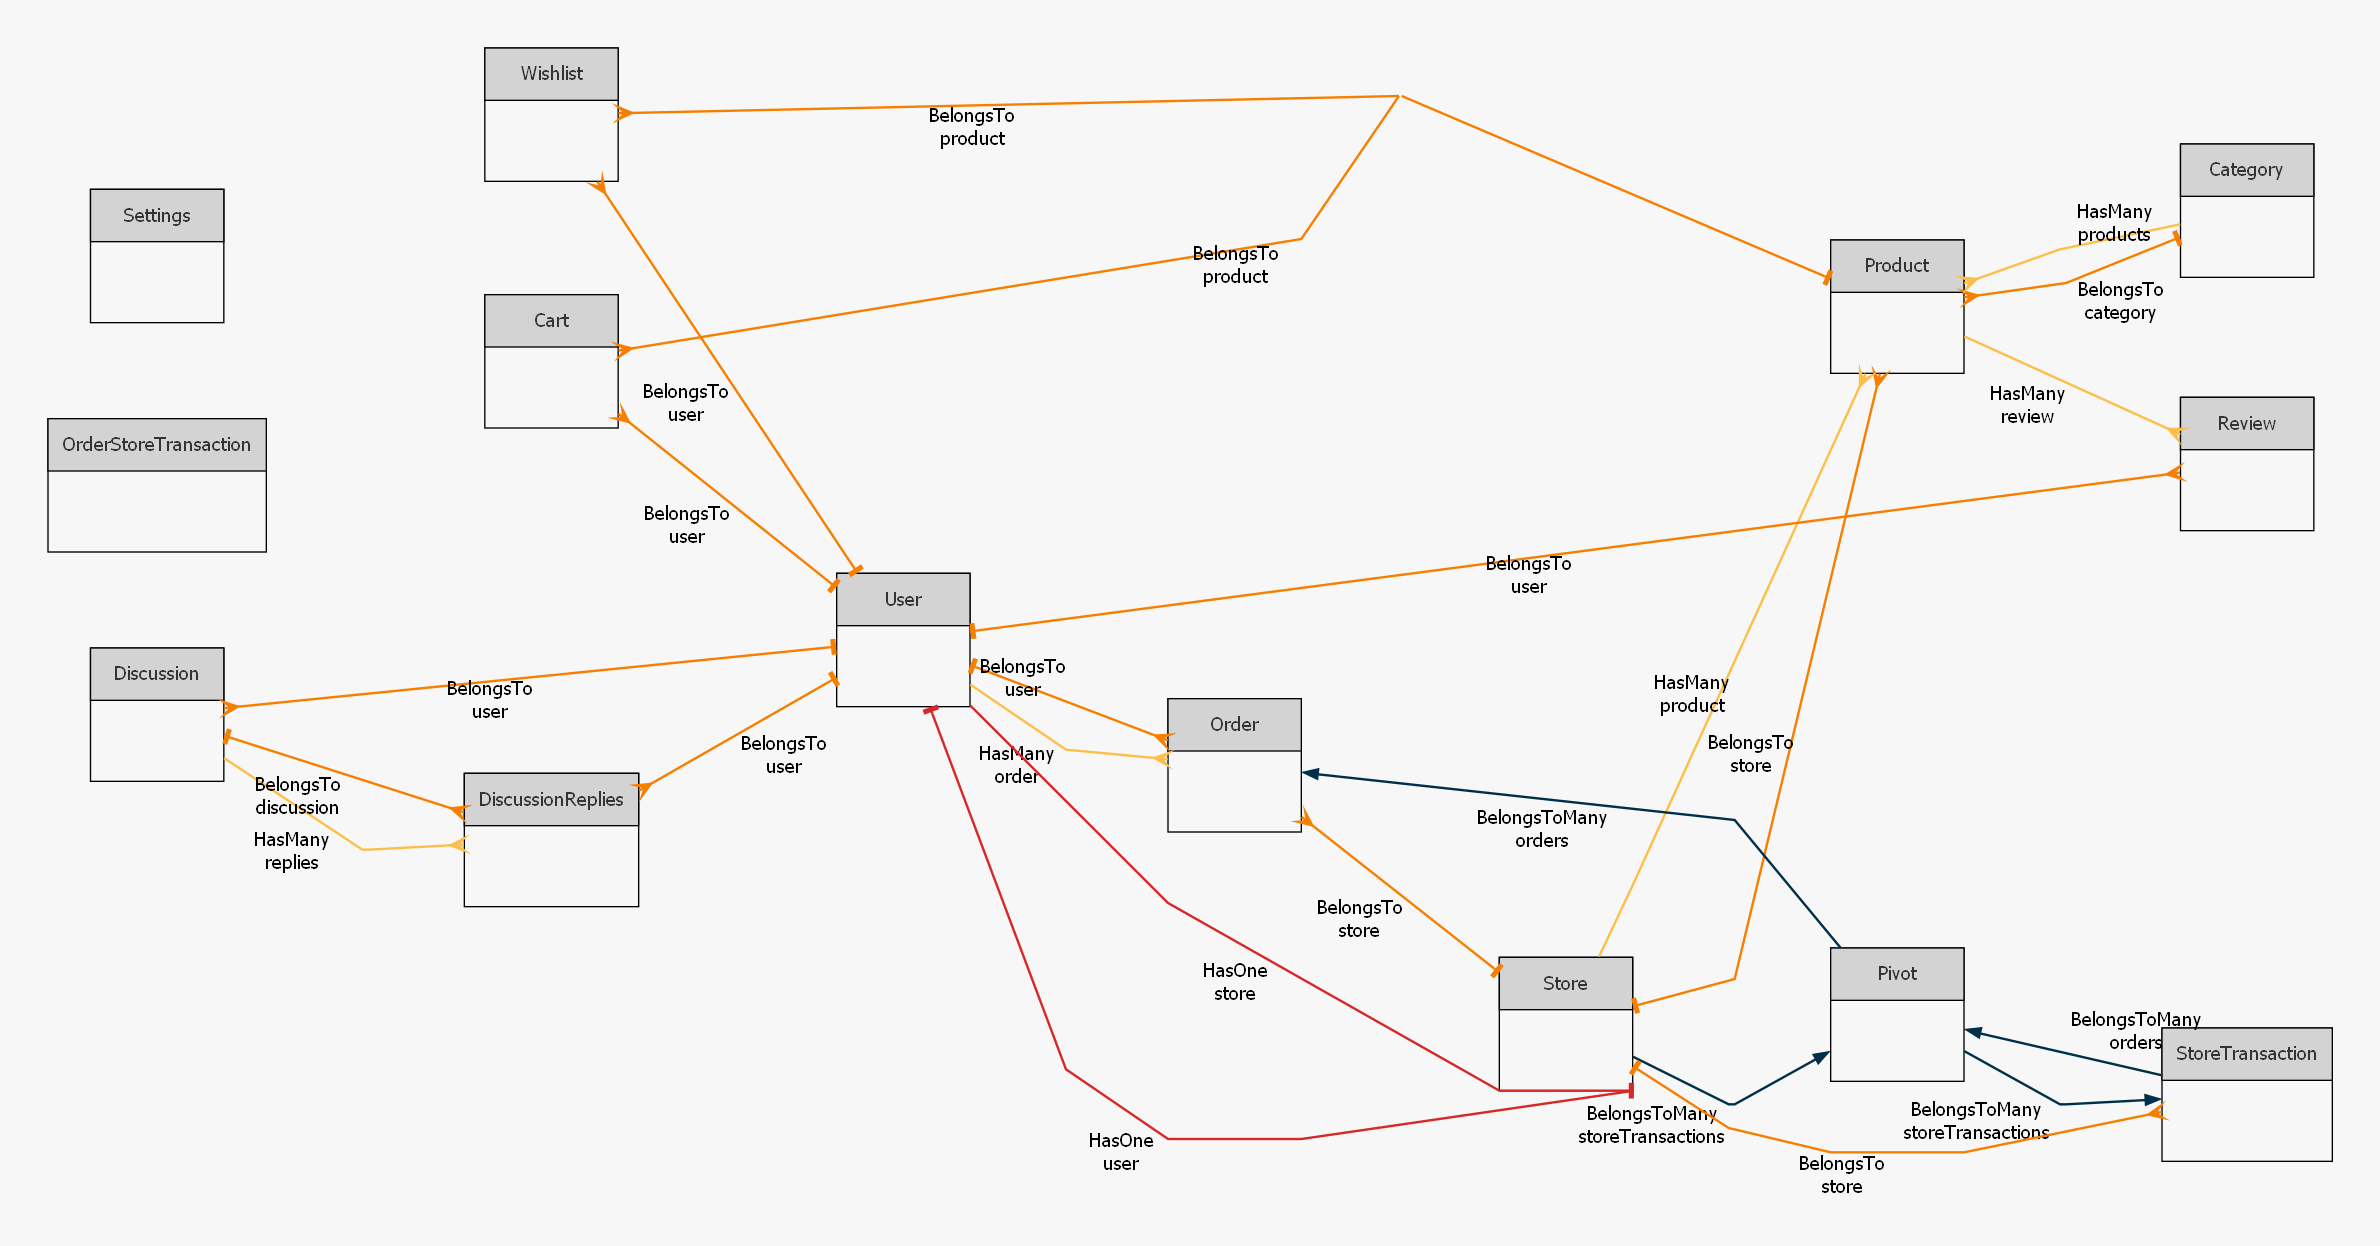 Wishlist
BelongsTo
product
Category
Settings
HasMany
products
BelongsTo
product
Product
BelongsTo
category
Cart
BelongsTo
user
HasMany
review
Review
OrderStoreTransaction
BelongsTo
user
BelongsTo
user
User
Discussion
BelongsTo
user
BelongsTo
user
HasMany
product
Order
BelongsTo
user
HasMany
order
BelongsTo
store
BelongsTo
discussion
DiscussionReplies
BelongsToMany
orders
HasMany
replies
BelongsTo
store
HasOne
store
Store
Pivot
BelongsToMany
orders
StoreTransaction
BelongsToMany
storeTransactions
BelongsToMany
storeTransactions
HasOne
user
BelongsTo
store